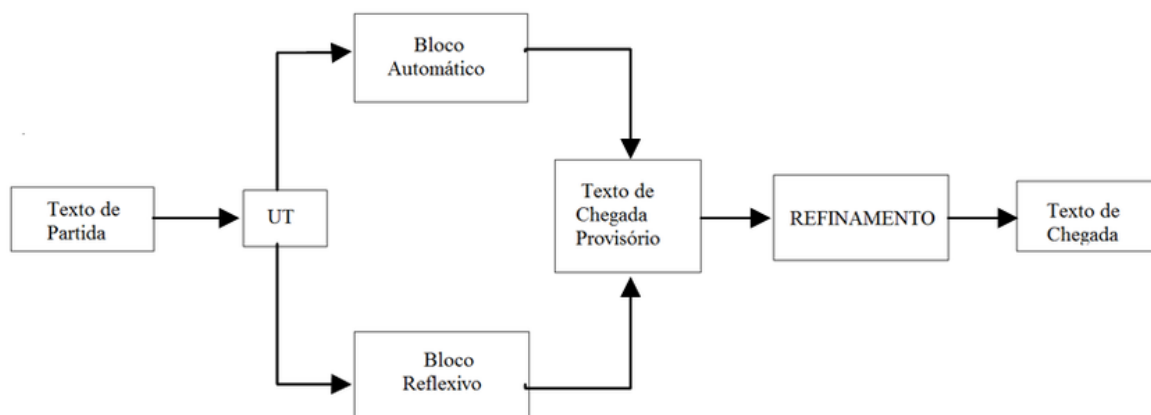 Bloco
Automático
Texto de
Partida
UT
Texto de
Chegada
Provisório
REFINAMENTO
Texto de
Chegada
Bloco
Reflexivo